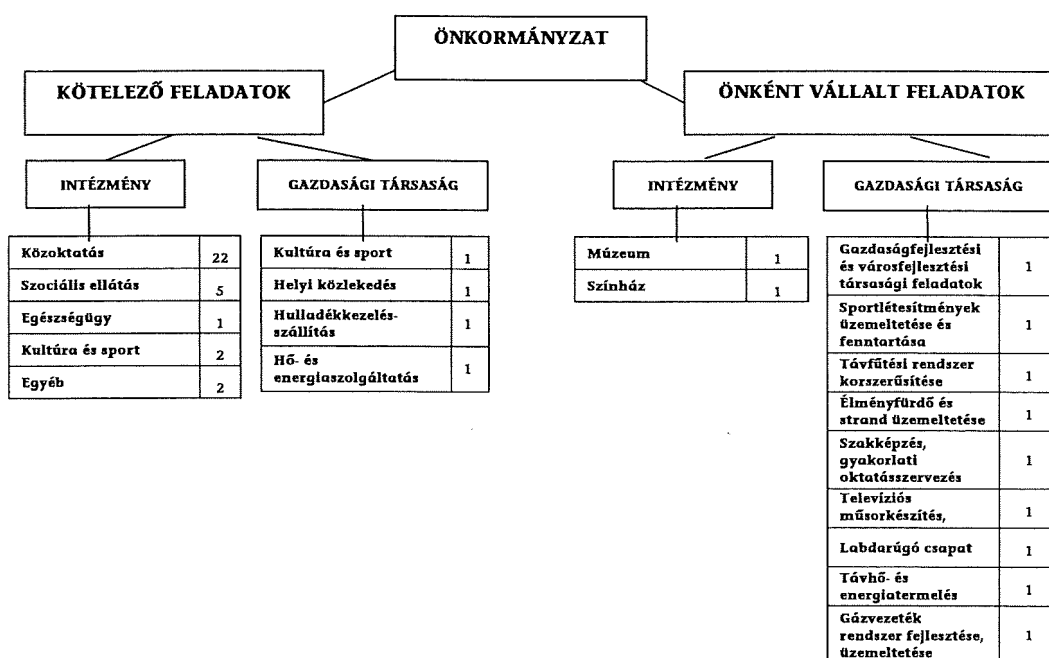 ÖNKORMÁNYZAT
KÖTELEZŐ FELADATOK
ÖNKÉNT VÁLLALT FELADATOK
INTÉZMÉNY
GAZDASÁGI TÁRSASÁG
INTÉZMÉNY
GAZDASÁGI TÁRSASÁG
Közoktatás 22
Szociális ellátás 5
Egészségügy 1
Kultúra és sport 2
Egyéb 2
Kultúra és sport 1
Helyi közlekedés 1
Hulladékkezelés-
szállítás 1
Hő- és
energiaszolgáltatás 1
Múzeum 1
Színház 1
Gazdaságfejlesztési
és városfejlesztési 1
társasági feladatok
Sportlétesítmények
üzemeltetése és 1
fenntartása
Távfűtési rendszer
korszerűsítése 1
Élményfürdő és
strand üzemeltetése 1
Szakképzés,
gyakorlati 1
oktatásszervezés
Televíziós
műsorkészítés, 1
Labdarúgó csapat 1
Távhő- és
energiatermelés 1
Gázvezeték
rendszer fejlesztése, 1
üzemeltetése